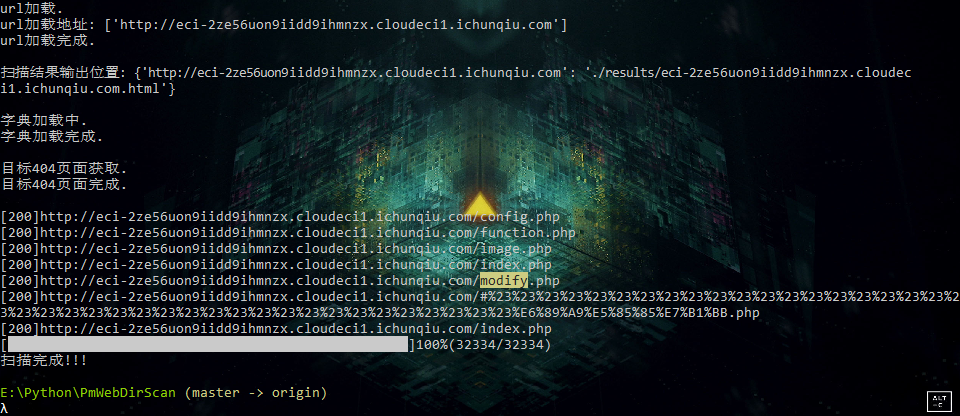 url加载.
url加载地址: ['http://eci-2ze56uon9iidd9ihmnzx.cloudeci1.ichunqiu.com']
url加载完成.
扫描结果输出位置: {'http://eci-2ze56uon9iidd9ihmnzx.cloudeci1.ichunqiu.com': './results/eci-2ze56uon9iidd9ihmnzx.cloudec
i1.ichunqiu.com.html'}
字典加载中.
字典加载完成.
目标404页面获取.
目标404页面完成.
[200]http://eci-2ze56uon9iidd9ihmnzx.cloudeci1.ichunqiu.com/config.php
[200]http://eci-2ze56uon9iidd9ihmnzx.cloudeci1.ichunqiu.com/function.php
[200]http://eci-2ze56uon9iidd9ihmnzx.cloudeci1.ichunqiu.com/image.php
[200]http://eci-2ze56uon9iidd9ihmnzx.cloudeci1.ichunqiu.com/index.php
[200]http://eci-2ze56uon9iidd9ihmnzx.cloudeci1.ichunqiu.com/modify.php
[200]http://eci-2ze56uon9iidd9ihmnzx.cloudeci1.ichunqiu.com/#%23%23%23%23%23%23%23%23%23%23%23%23%23%23%23%23%23%23%23%2
3%23%23%23%23%23%23%23%23%23%23%23%23%23%23%23%23%23%23%E6%89%A9%E5%85%85%E7%B1%BB.php
[200]http://eci-2ze56uon9iidd9ihmnzx.cloudeci1.ichunqiu.com/index.php
[ ]100%(32334/32334)
扫描完成!!!
E:\Python\PmWebDirScan (master -> origin)
λ
ALT
-C